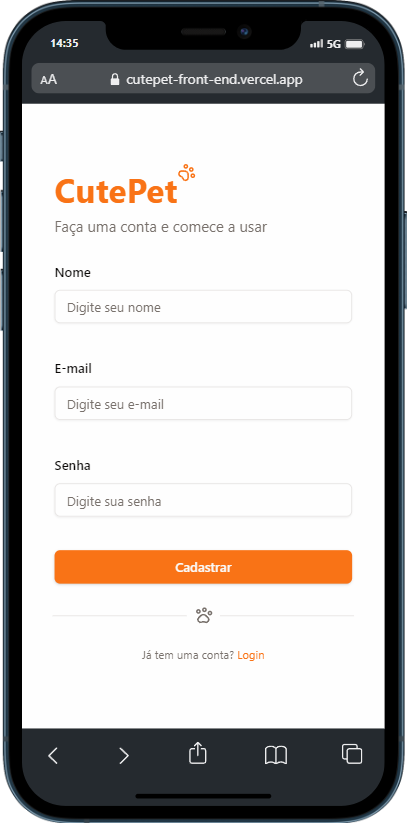 14:35
5G
AA
cutepet-front-end.vercel.app
CutePet
Faça uma conta e comece a usar
Nome
Digite seu nome
E-mail
Digite seu e-mail
Senha
Digite sua senha
Cadastrar
Já tem uma conta? Login